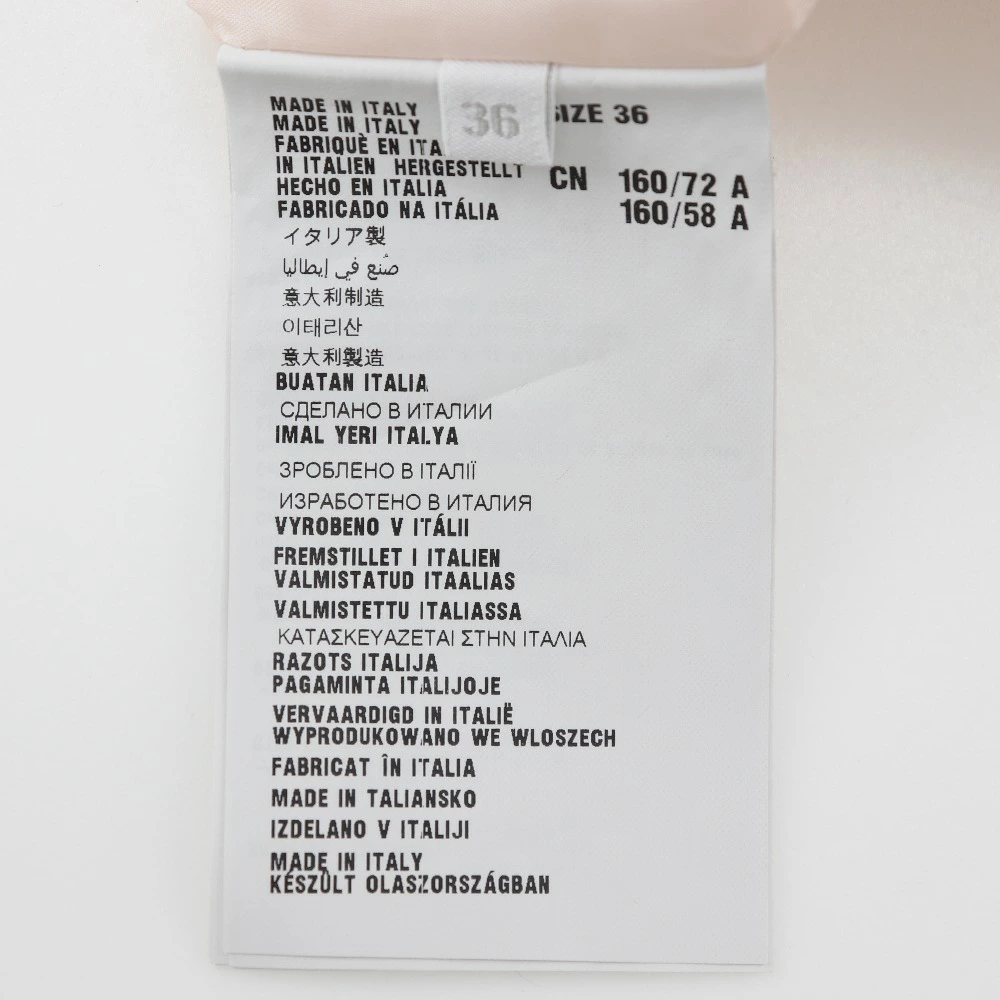 MADE IN ITALY
MADE IN ITALY
FABRIQUÈ EN ITA
IN ITALIEN HERGESTELLT
HECHO EN ITALIA
FABRICADO NA ITÁLIA
イタリア製
صنع في إيطاليا
意大利制造
이태리산
意大利製造
BUATAN ITALIA
СДЕЛАНО В ИТАЛИИ
IMAL YERI ITALYA
ЗРОБЛЕНО В ІТАЛІЇ
ИЗРАБОТЕНО В ИТАЛИЯ
VYROBENO V ITÁLII
FREMSTILLET I ITALIEN
VALMISTATUD ITAALIAS
VALMISTETTU ITALIASSA
ΚΑΤΑΣΚΕΥΑΖΕΤΑΙ ΣΤΗΝ ΙΤΑΛΙΑ
RAZOTS ITALIJA
PAGAMINTA ITALIJOJE
VERVAARDIGD IN ITALIË
WYPRODUKOWANO WE WLOSZECH
FABRICAT ÎN ITALIA
MADE IN TALIANSKO
IZDELANO V ITALIJI
MADE IN ITALY
KÉSZÜLT OLASZORSZÁGBAN
36
SIZE 36
CN 160/72 A
160/58 A